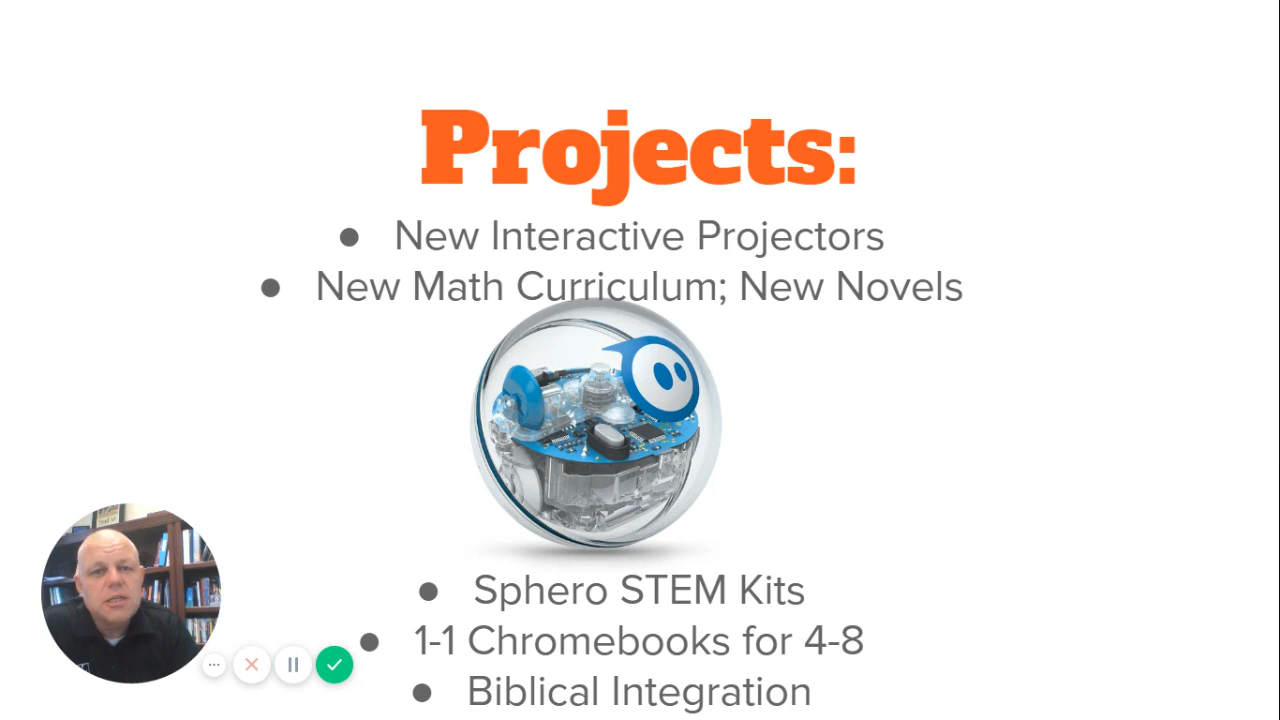 Projects:
● New Interactive Projectors
● New Math Curriculum; New Novels
● Sphero STEM Kits
● 1-1 Chromebooks for 4-8
● Biblical Integration